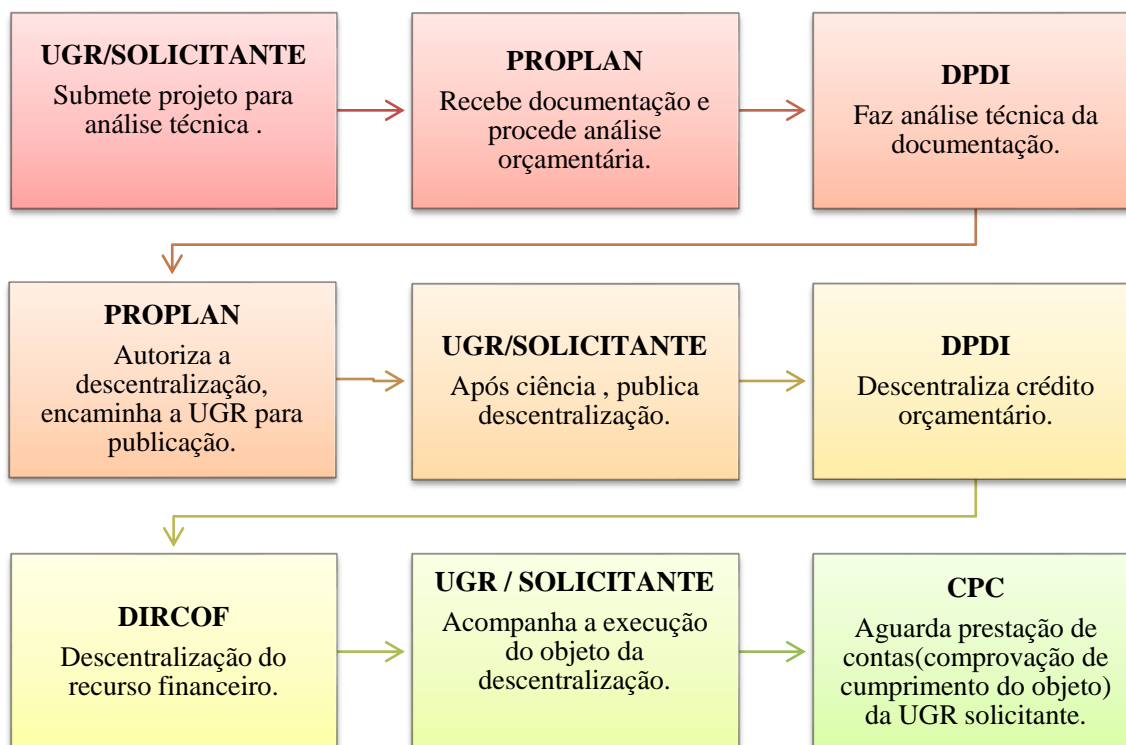 UGR/SOLICITANTE
Submete projeto para
análise técnica .
PROPLAN
Recebe documentação e
procede análise
orçamentária.
DPDI
Faz análise técnica da
documentação.
PROPLAN
Autoriza a
descentralização,
encaminha a UGR para
publicação.
UGR/SOLICITANTE
Após ciência , publica
descentralização.
DPDI
Descentraliza crédito
orçamentário.
DIRCOF
Descentralização do
recurso financeiro.
UGR / SOLICITANTE
Acompanha a execução
do objeto da
descentralização.
CPC
Aguarda prestação de
contas(comprovação de
cumprimento do objeto)
da UGR solicitante.